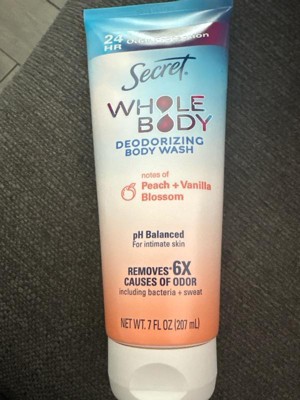 24
HR
Secret.
WHOLE
BODY
DEODORIZING
BODY WASH
notes of
Peach + Vanilla
Blossom
pH Balanced
For intimate skin
REMOVES* 6X
CAUSES OF ODOR
including bacteria + sweat
NET WT. 7 FL OZ (207 mL)